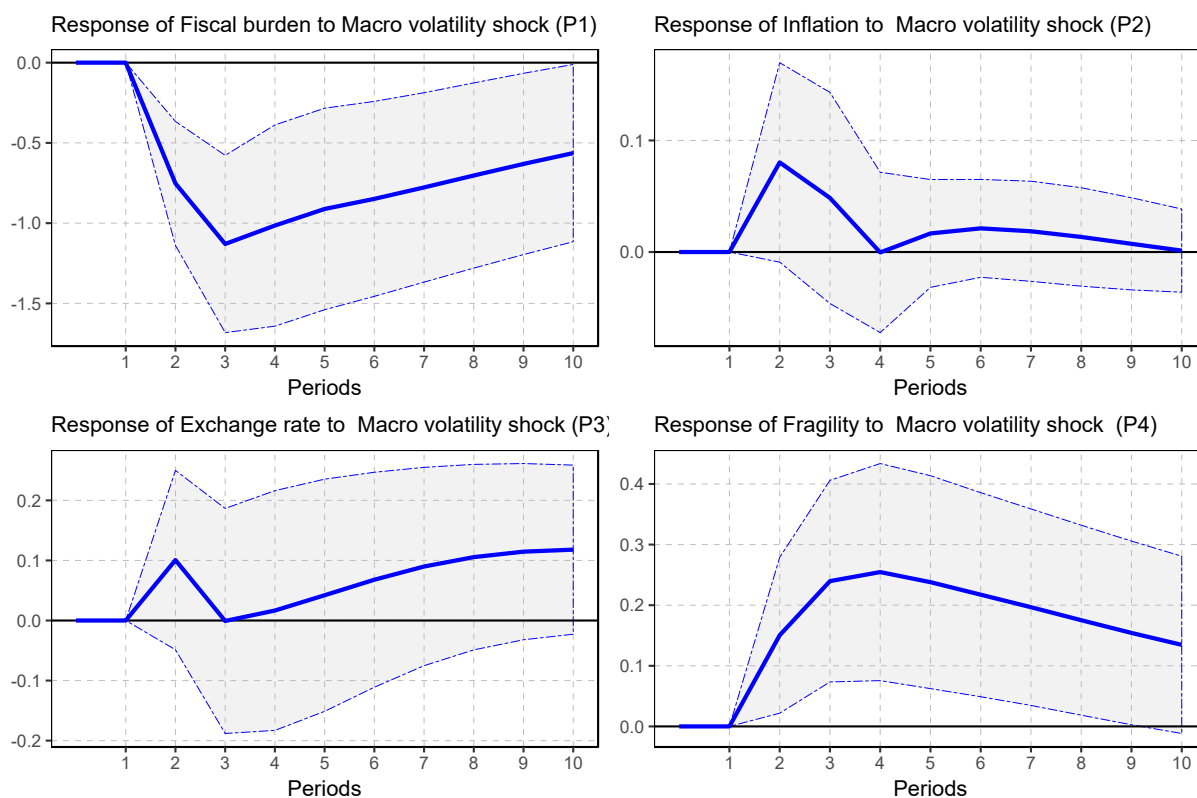 Response of Fiscal burden to Macro volatility shock (P1)
0.0
-0.5
-1.0
-1.5
1 2 3 4 5 6 7 8 9 10
Periods
Response of Inflation to  Macro volatility shock (P2)
0.1
0.0
1 2 3 4 5 6 7 8 9 10
Periods
Response of Exchange rate to  Macro volatility shock (P3)
0.2
0.1
0.0
-0.1
-0.2
1 2 3 4 5 6 7 8 9 10
Periods
Response of Fragility to  Macro volatility shock  (P4)
0.4
0.3
0.2
0.1
0.0
1 2 3 4 5 6 7 8 9 10
Periods